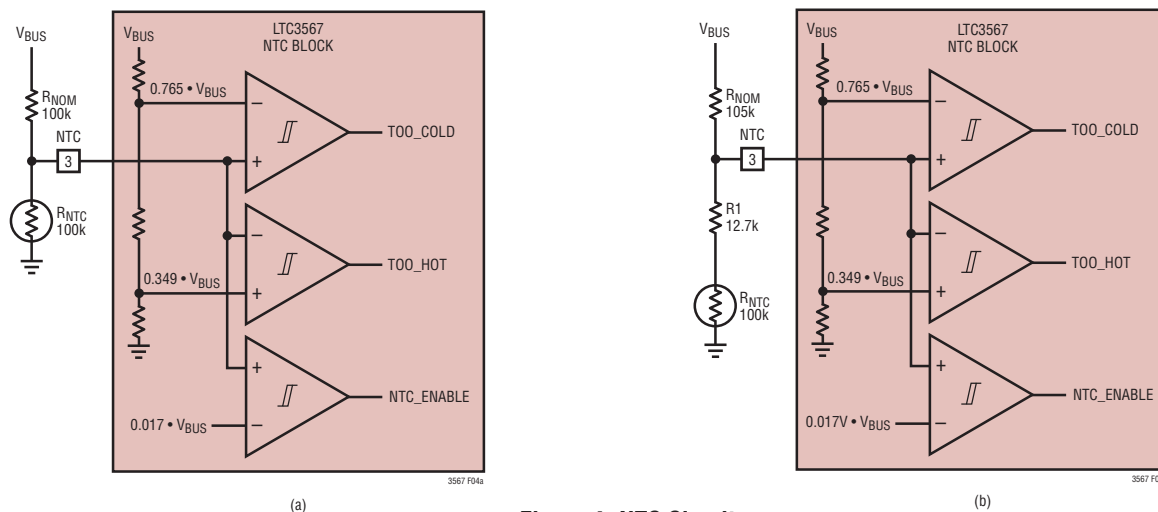 LTC3567
NTC BLOCK
VBUS
VBUS
0.765 • VBUS
RNOM
100k
–
TOO_COLD
NTC
3
+
RNTC
100k
–
TOO_HOT
0.349 • VBUS
+
+
NTC_ENABLE
0.017 • VBUS
–
3567 F04a
(a)
LTC3567
NTC BLOCK
VBUS
VBUS
0.765 • VBUS
RNOM
105k
–
TOO_COLD
NTC
3
+
R1
12.7k
–
TOO_HOT
0.349 • VBUS
+
RNTC
100k
+
NTC_ENABLE
0.017V • VBUS
–
(b)